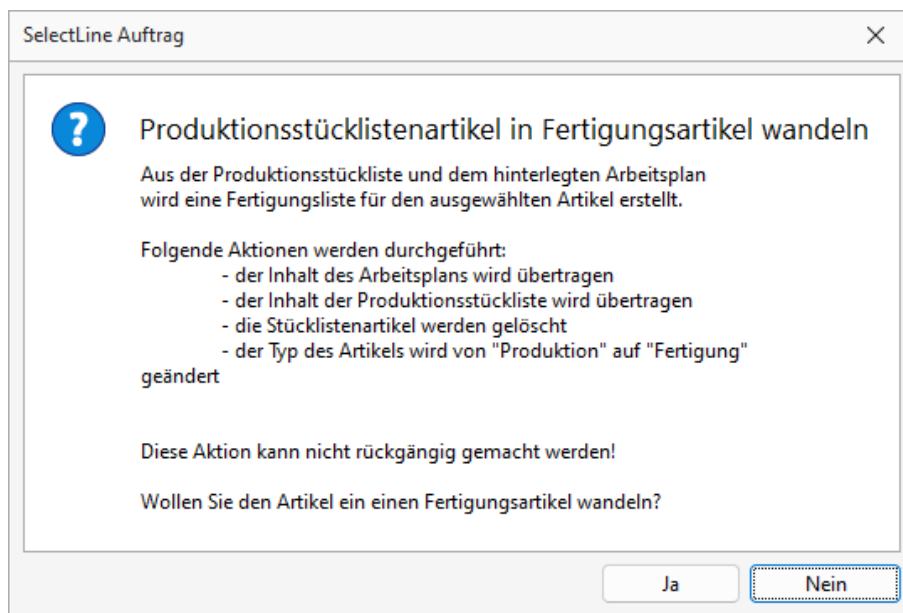 SelectLine Auftrag
?
Produktionsstücklistenartikel in Fertigungsartikel wandeln
Aus der Produktionsstückliste und dem hinterlegten Arbeitsplan
wird eine Fertigungsliste für den ausgewählten Artikel erstellt.
Folgende Aktionen werden durchgeführt:
- der Inhalt des Arbeitsplans wird übertragen
- der Inhalt der Produktionsstückliste wird übertragen
- die Stücklistenartikel werden gelöscht
- der Typ des Artikels wird von "Produktion" auf "Fertigung"
geändert
Diese Aktion kann nicht rückgängig gemacht werden!
Wollen Sie den Artikel ein einen Fertigungsartikel wandeln?
Ja
Nein